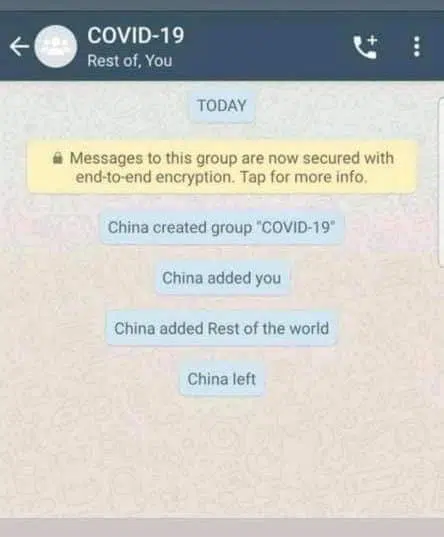 COVID-19
Rest of, You
TODAY
Messages to this group are now secured with
end-to-end encryption. Tap for more info.
China created group "COVID-19"
China added you
China added Rest of the world
China left